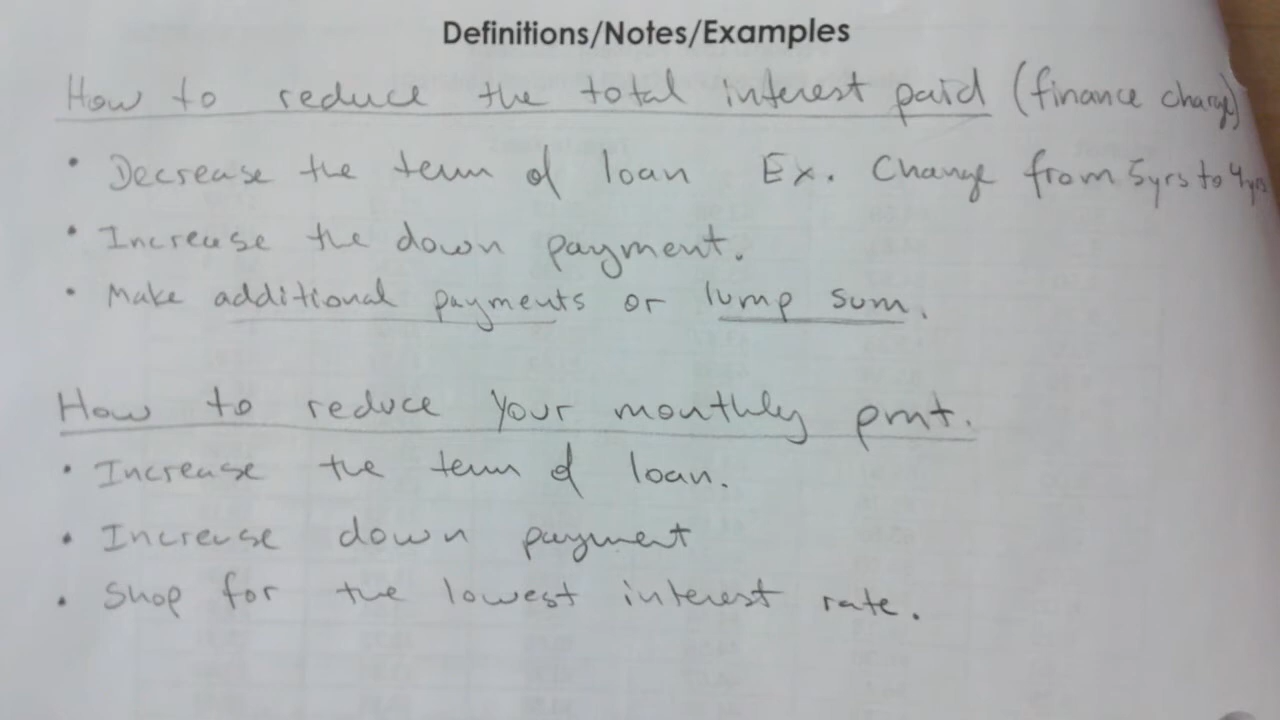 Definitions/Notes/Examples
How to reduce the total interest paid (finance charge)
• Decrease the term of loan Ex. Change from 5yrs to 4yrs
• Increase the down payment.
• Make additional payments or lump sum.
How to reduce your monthly pmt.
• Increase the term of loan.
• Increase down payment
• Shop for the lowest interest rate.